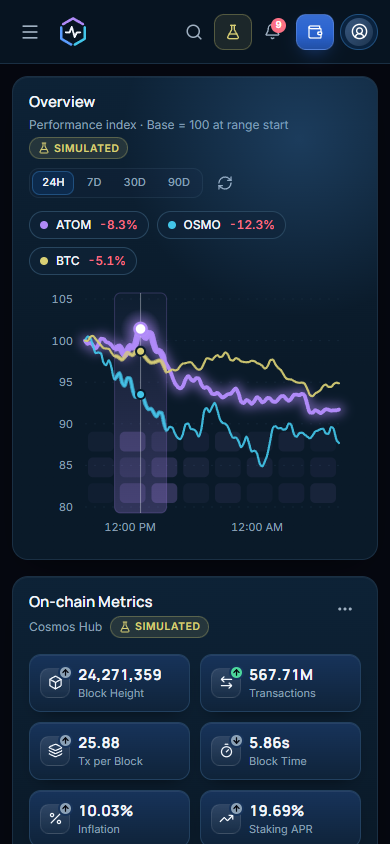 9
Overview
Performance index · Base = 100 at range start
SIMULATED
24H 7D 30D 90D
ATOM -8.3% OSMO -12.3%
BTC -5.1%
105
100
95
90
85
80
12:00 PM 12:00 AM
On-chain Metrics
Cosmos Hub SIMULATED
24,271,359 567.71M
Block Height Transactions
25.88 5.86s
Tx per Block Block Time
10.03% 19.69%
Inflation Staking APR